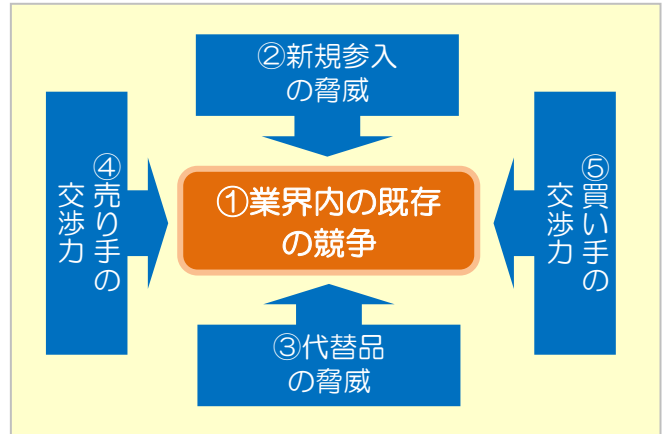 ②新規参入
の脅威
④売り手の
交渉力
①業界内の既存
の競争
⑤買い手の
交渉力
③代替品
の脅威